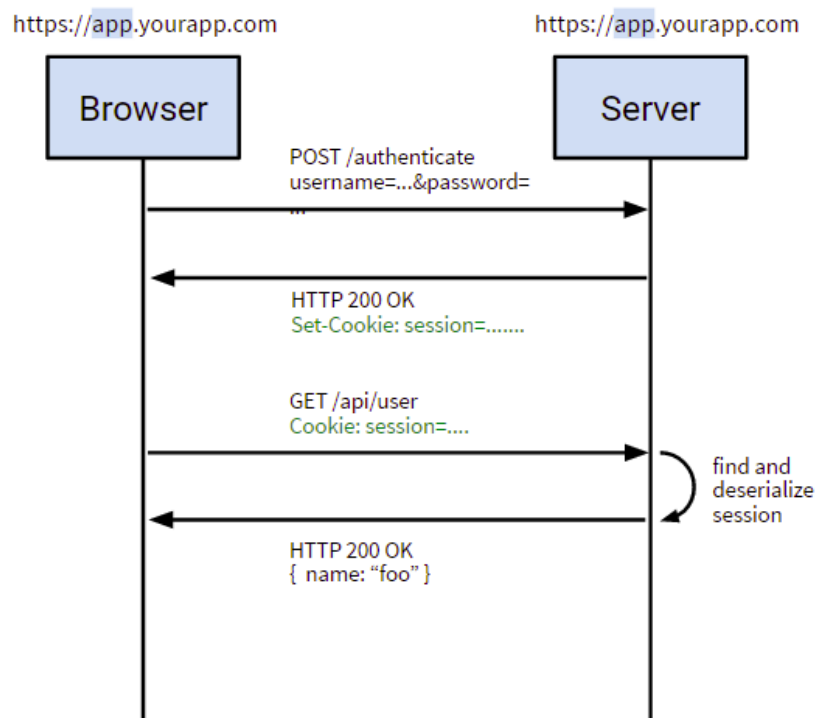 https://app.yourapp.com
https://app.yourapp.com
Browser
Server
POST /authenticate
username=...&password=
...
HTTP 200 OK
Set-Cookie: session=.......
GET /api/user
Cookie: session=....
find and
deserialize
session
HTTP 200 OK
{ name: “foo” }